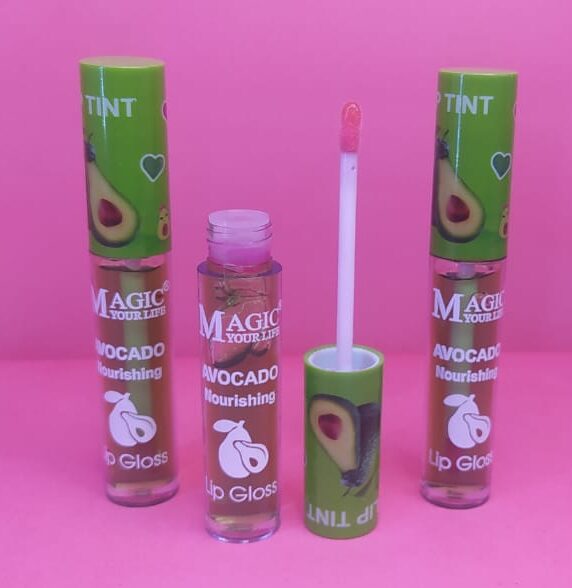 P TINT
MAGIC®
YOUR LIFE
AVOCADO
Nourishing
Lip Gloss
MAGIC®
YOUR LIFE
AVOCADO
Nourishing
Lip Gloss
LIP TINT
P TINT
MAGIC
YOUR LIFE
AVOCADO
Nourishing
Lip Gloss